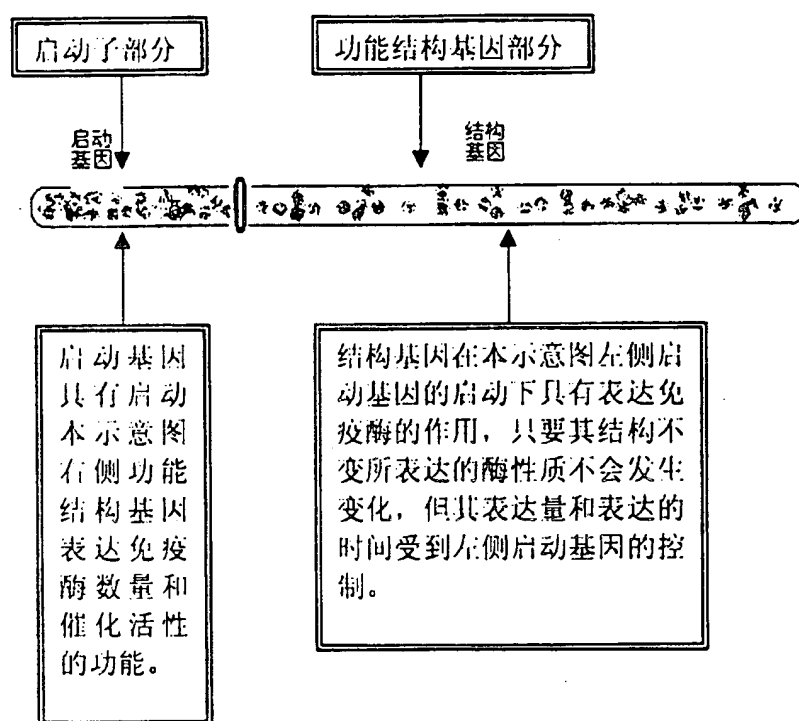 启动子部分
功能结构基因部分
启动
基因
结构
基因
启动基因
具有启动
本示意图
右侧功能
结构基因
表达免疫
酶数量和
催化活性
的功能。
结构基因在本示意图左侧启
动基因的启动下具有表达免
疫酶的作用，只要其结构不
变所表达的酶性质不会发生
变化，但其表达量和表达的
时间受到左侧启动基因的控
制。